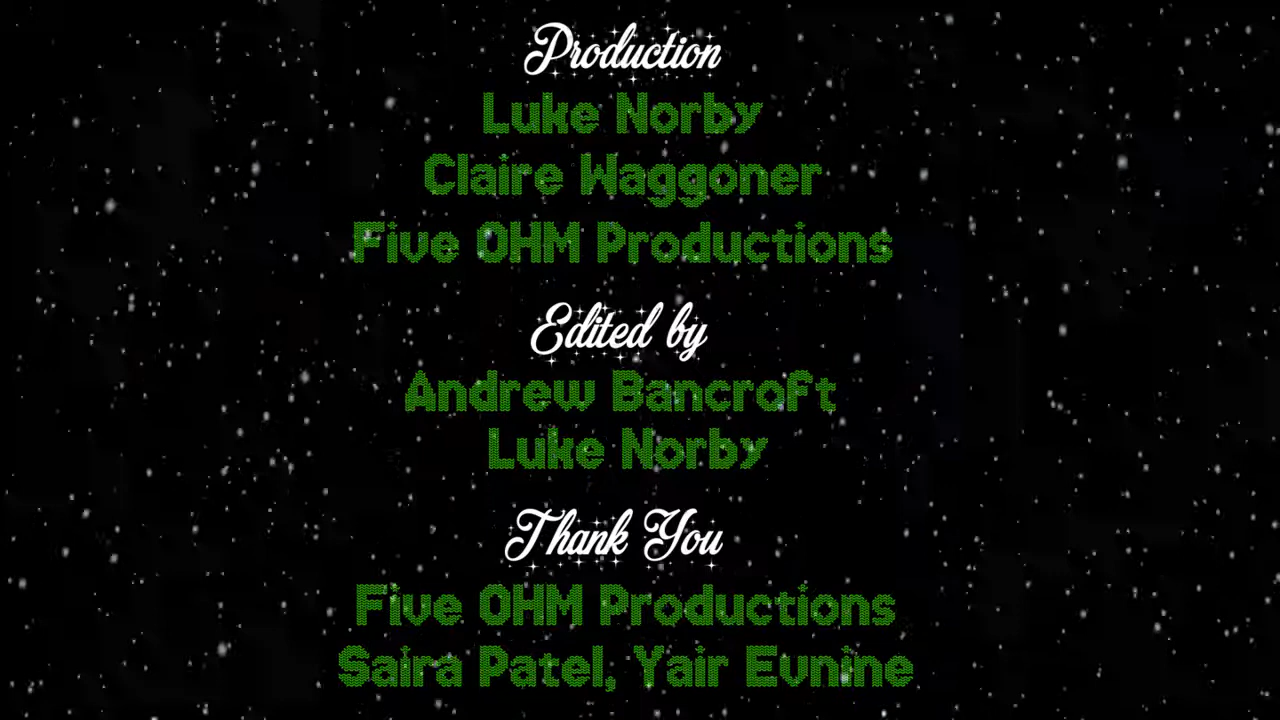 Production
Luke Norby
Claire Waggoner
Five OHM Productions
Edited by
Andrew Bancroft
Luke Norby
Thank You
Five OHM Productions
Saira Patel, Yair Evnine